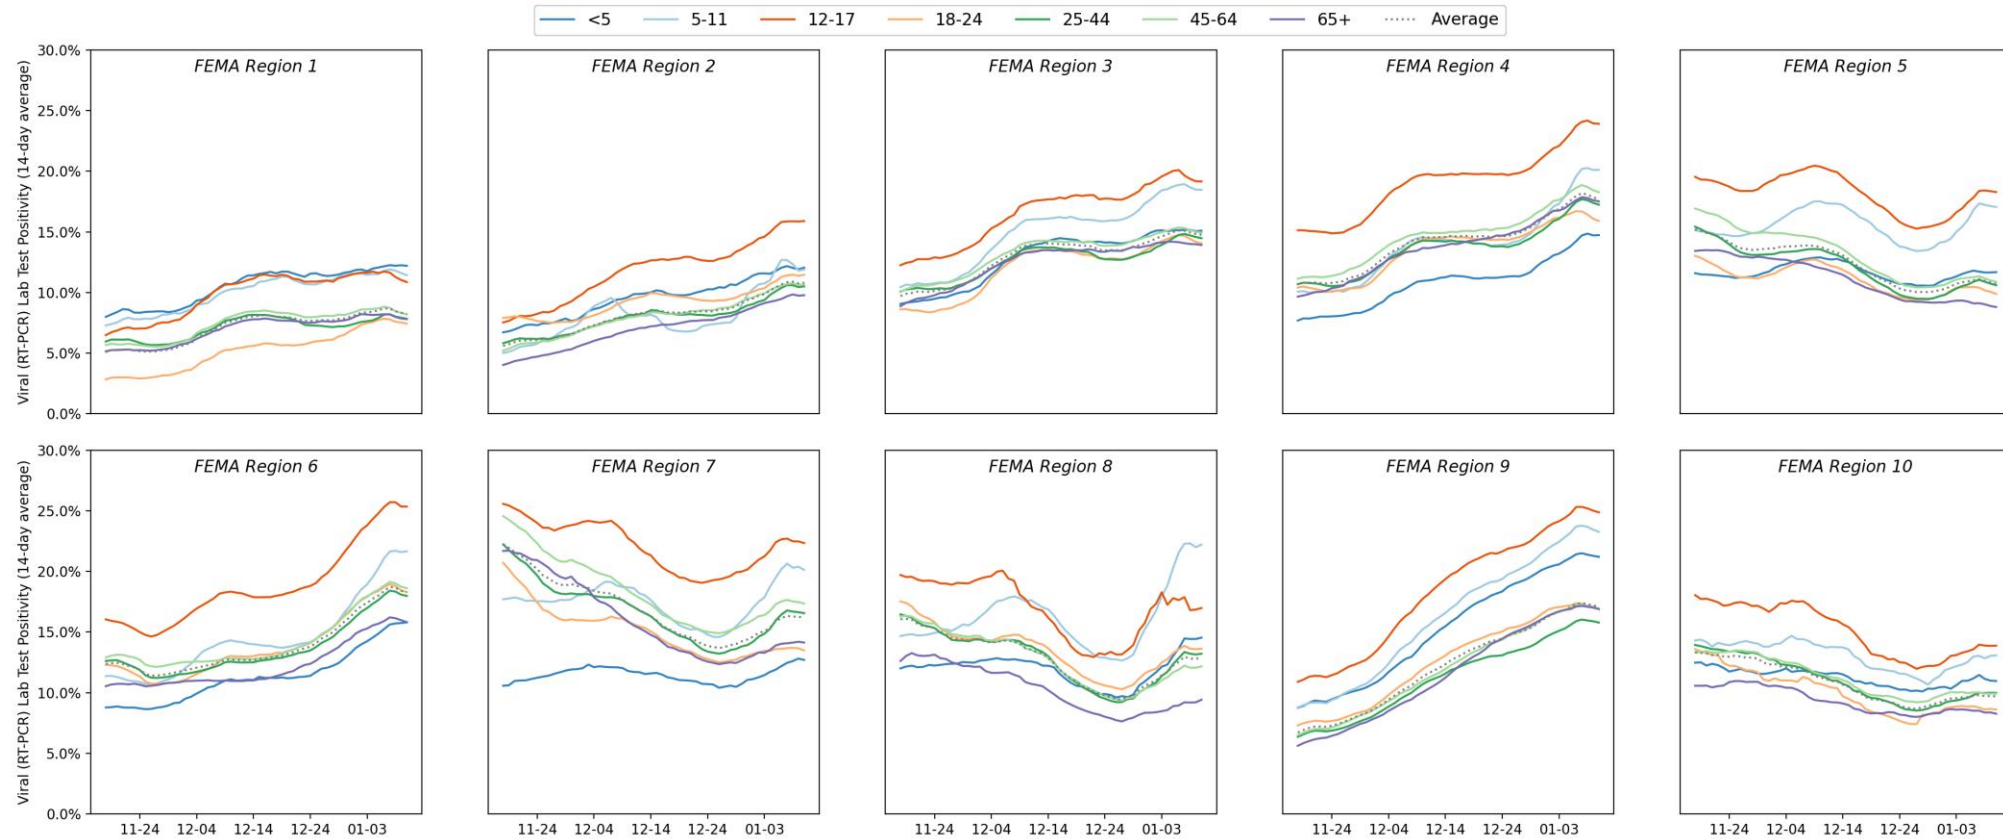 <5 5-11 12-17 18-24 25-44 45-64 65+ Average
Viral (RT-PCR) Lab Test Positivity (14-day average)
30.0%
25.0%
20.0%
15.0%
10.0%
5.0%
0.0%
FEMA Region 1
FEMA Region 2
FEMA Region 3
FEMA Region 4
FEMA Region 5
Viral (RT-PCR) Lab Test Positivity (14-day average)
30.0%
25.0%
20.0%
15.0%
10.0%
5.0%
0.0%
FEMA Region 6
11-24 12-04 12-14 12-24 01-03
FEMA Region 7
11-24 12-04 12-14 12-24 01-03
FEMA Region 8
11-24 12-04 12-14 12-24 01-03
FEMA Region 9
11-24 12-04 12-14 12-24 01-03
FEMA Region 10
11-24 12-04 12-14 12-24 01-03